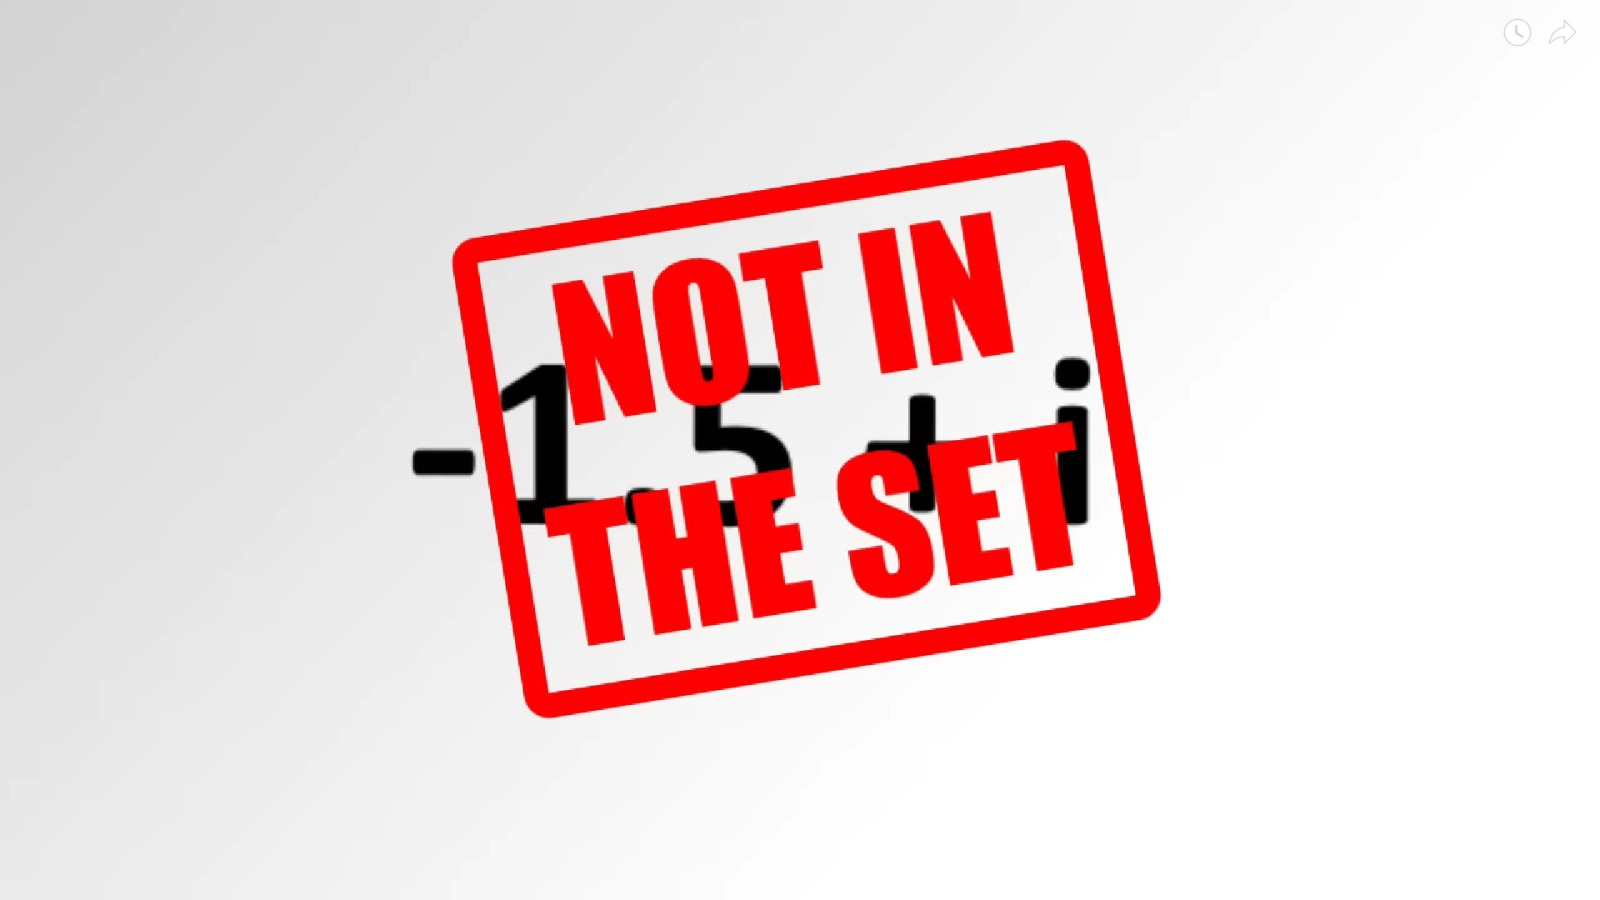 NOT IN
-1.5 + i
THE SET